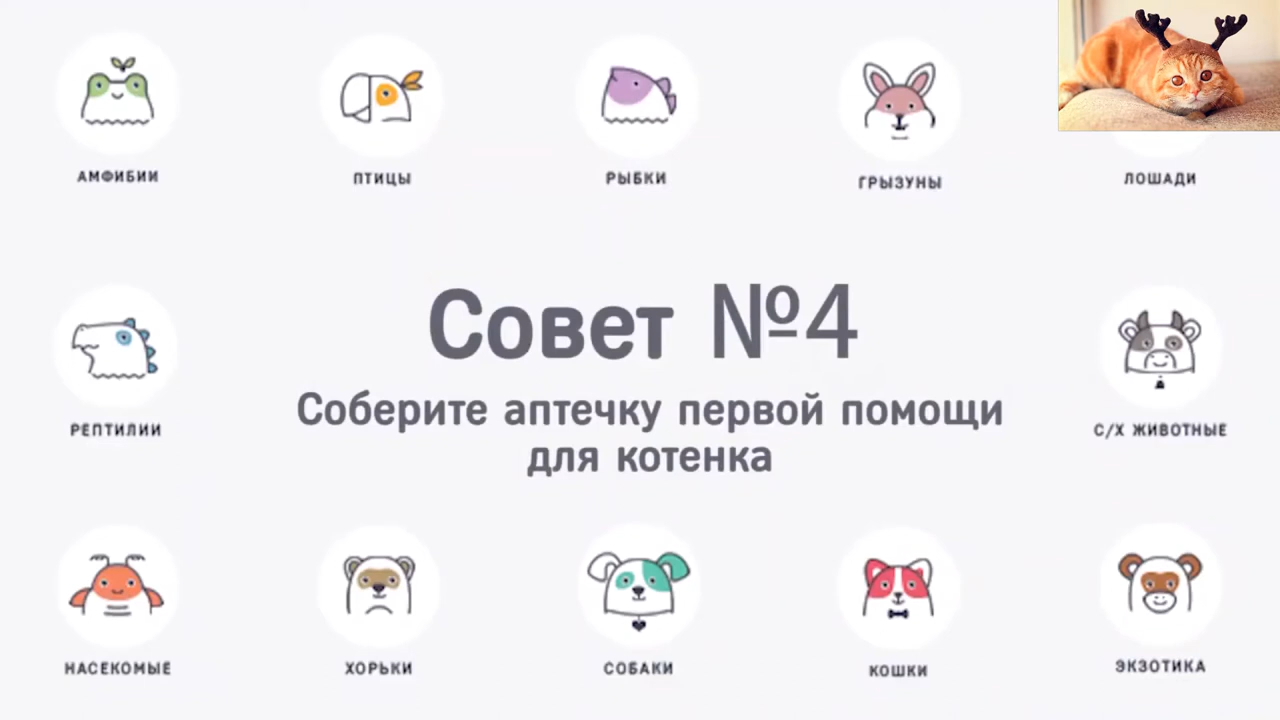 АМФИБИИ
ПТИЦЫ
РЫБКИ
ГРЫЗУНЫ
ЛОШАДИ
Совет №4
Соберите аптечку первой помощи
для котенка
РЕПТИЛИИ
С/Х ЖИВОТНЫЕ
НАСЕКОМЫЕ
ХОРЬКИ
СОБАКИ
КОШКИ
ЭКЗОТИКА